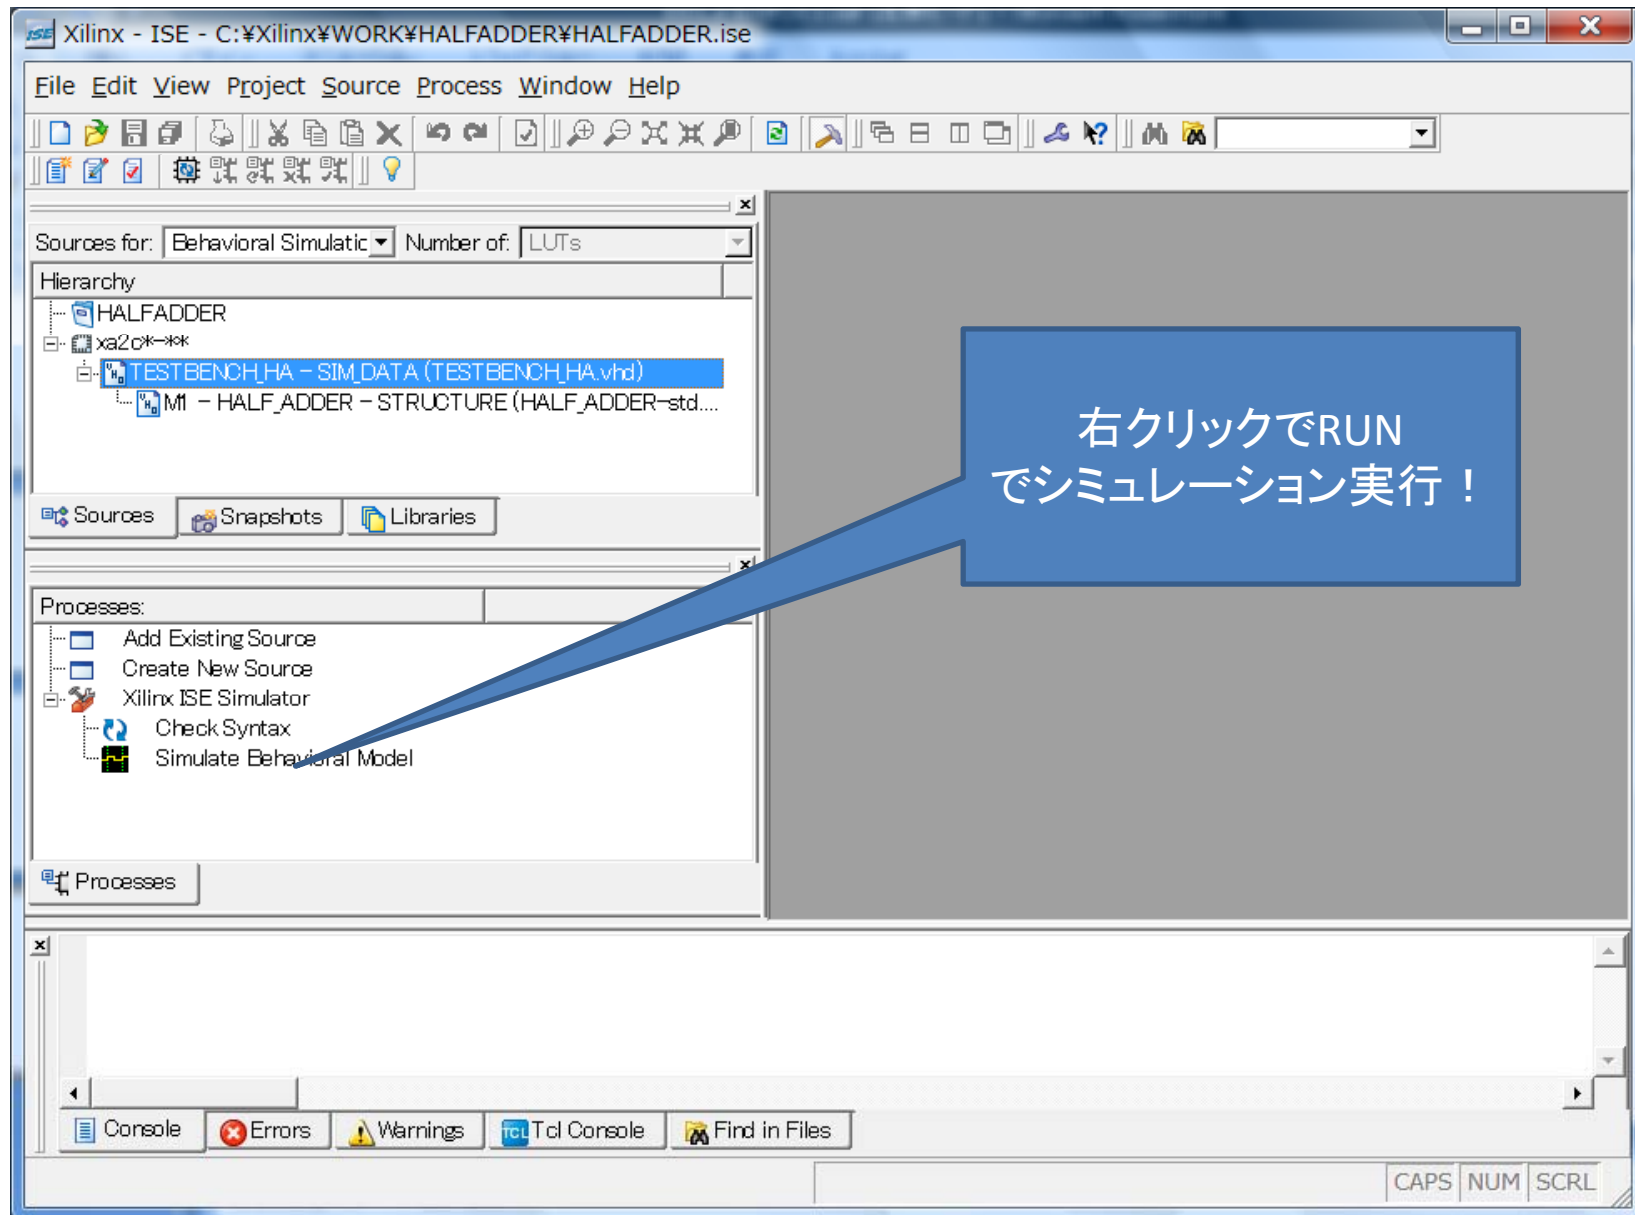 Xilinx - ISE - C:¥Xilinx¥WORK¥HALFADDER¥HALFADDER.ise
File Edit View Project Source Process Window Help
Sources for: Behavioral Simulatic Number of: LUTs
Hierarchy
HALFADDER
xa2c*-**
TESTBENCH_HA - SIM_DATA (TESTBENCH_HA.vhd)
M1 - HALF_ADDER - STRUCTURE (HALF_ADDER-std....
Sources Snapshots Libraries
右クリックでRUN
でシミュレーション実行！
Processes:
Add Existing Source
Create New Source
Xilinx ISE Simulator
Check Syntax
Simulate Behavioral Model
Processes
Console Errors Warnings Tcl Console Find in Files
CAPS NUM SCRL